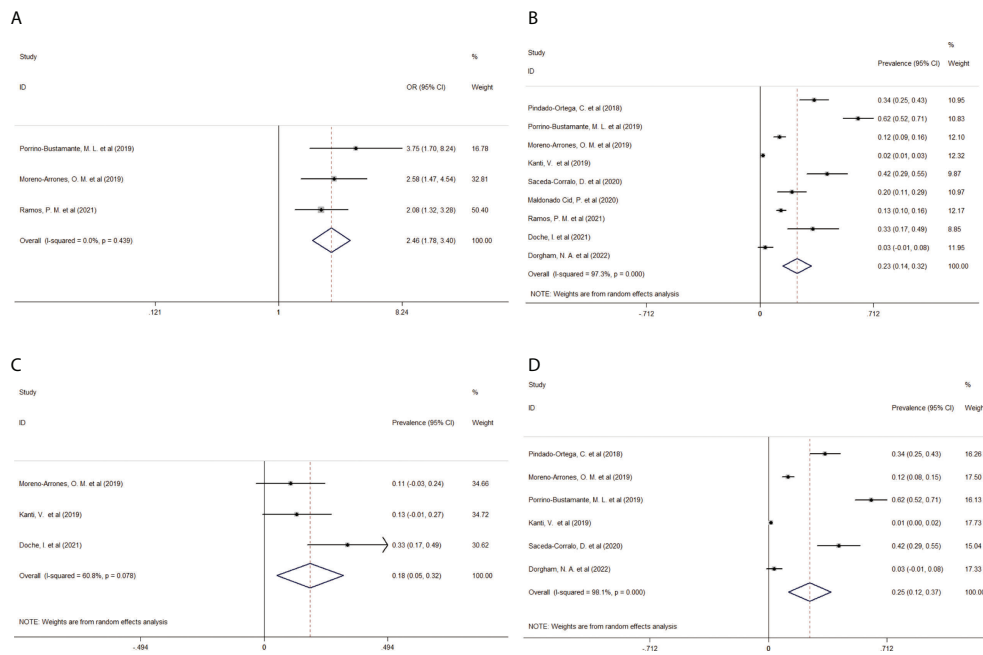 A
Study %
ID OR (95% CI) Weight
Porrino-Bustamante, M. L. et al (2019) 3.75 (1.70, 8.24) 16.78
Moreno-Arrones, O. M. et al (2019) 2.58 (1.47, 4.54) 32.81
Ramos, P. M. et al (2021) 2.08 (1.32, 3.28) 50.40
Overall (I-squared = 0.0%, p = 0.439) 2.46 (1.78, 3.40) 100.00
.121 1 8.24
B
Study %
ID Prevalence (95% CI) Weight
Pindado-Ortega, C. et al (2018) 0.34 (0.25, 0.43) 10.95
Porrino-Bustamante, M. L. et al (2019) 0.62 (0.52, 0.71) 10.83
Moreno-Arrones, O. M. et al (2019) 0.12 (0.09, 0.16) 12.10
Kanti, V. et al (2019) 0.02 (0.01, 0.03) 12.32
Saceda-Corralo, D. et al (2020) 0.42 (0.29, 0.55) 9.87
Maldonado Cid, P. et al (2020) 0.20 (0.11, 0.29) 10.97
Ramos, P. M. et al (2021) 0.13 (0.10, 0.16) 12.17
Doche, I. et al (2021) 0.33 (0.17, 0.49) 8.85
Dorgham, N. A. et al (2022) 0.03 (-0.01, 0.08) 11.95
Overall (I-squared = 97.3%, p = 0.000) 0.23 (0.14, 0.32) 100.00
NOTE: Weights are from random effects analysis
-.712 0 .712
C
Study %
ID Prevalence (95% CI) Weight
Moreno-Arrones, O. M. et al (2019) 0.11 (-0.03, 0.24) 34.66
Kanti, V. et al (2019) 0.13 (-0.01, 0.27) 34.72
Doche, I. et al (2021) 0.33 (0.17, 0.49) 30.62
Overall (I-squared = 60.8%, p = 0.078) 0.18 (0.05, 0.32) 100.00
NOTE: Weights are from random effects analysis
-.494 0 .494
D
Study %
ID Prevalence (95% CI) Weight
Pindado-Ortega, C. et al (2018) 0.34 (0.25, 0.43) 16.26
Moreno-Arrones, O. M. et al (2019) 0.12 (0.08, 0.15) 17.50
Porrino-Bustamante, M. L. et al (2019) 0.62 (0.52, 0.71) 16.13
Kanti, V. et al (2019) 0.01 (0.00, 0.02) 17.73
Saceda-Corralo, D. et al (2020) 0.42 (0.29, 0.55) 15.04
Dorgham, N. A. et al (2022) 0.03 (-0.01, 0.08) 17.33
Overall (I-squared = 98.1%, p = 0.000) 0.25 (0.12, 0.37) 100.00
NOTE: Weights are from random effects analysis
-.712 0 .712